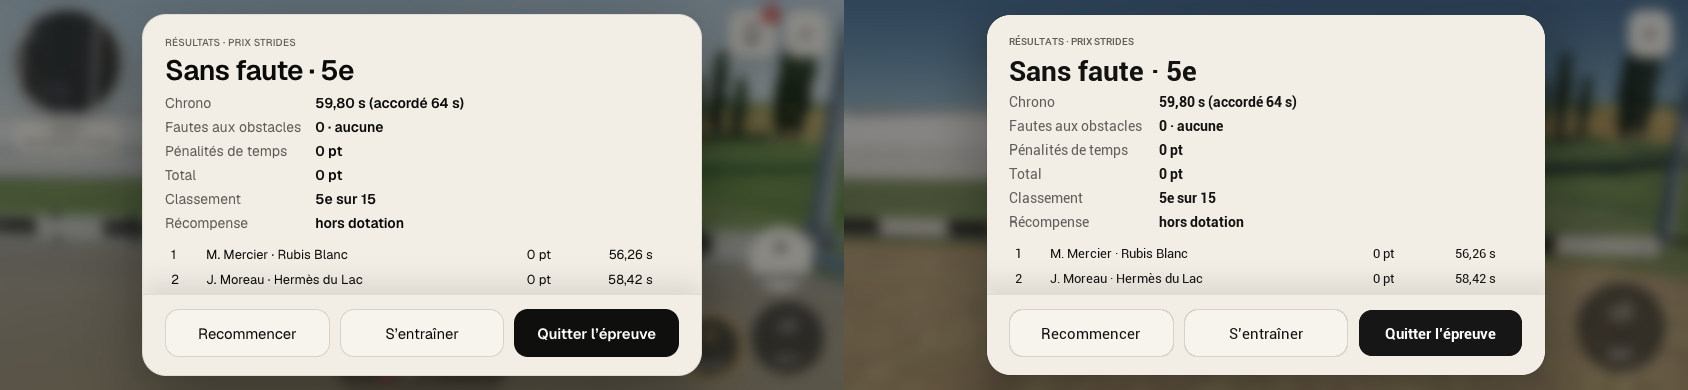 RÉSULTATS · PRIX STRIDES
Sans faute · 5e
Chrono 59,80 s (accordé 64 s)
Fautes aux obstacles 0 · aucune
Pénalités de temps 0 pt
Total 0 pt
Classement 5e sur 15
Récompense hors dotation
1 M. Mercier · Rubis Blanc 0 pt 56,26 s
2 J. Moreau · Hermès du Lac 0 pt 58,42 s
Recommencer S’entraîner Quitter l’épreuve
RÉSULTATS · PRIX STRIDES
Sans faute · 5e
Chrono 59,80 s (accordé 64 s)
Fautes aux obstacles 0 · aucune
Pénalités de temps 0 pt
Total 0 pt
Classement 5e sur 15
Récompense hors dotation
1 M. Mercier · Rubis Blanc 0 pt 56,26 s
2 J. Moreau · Hermès du Lac 0 pt 58,42 s
Recommencer S’entraîner Quitter l’épreuve